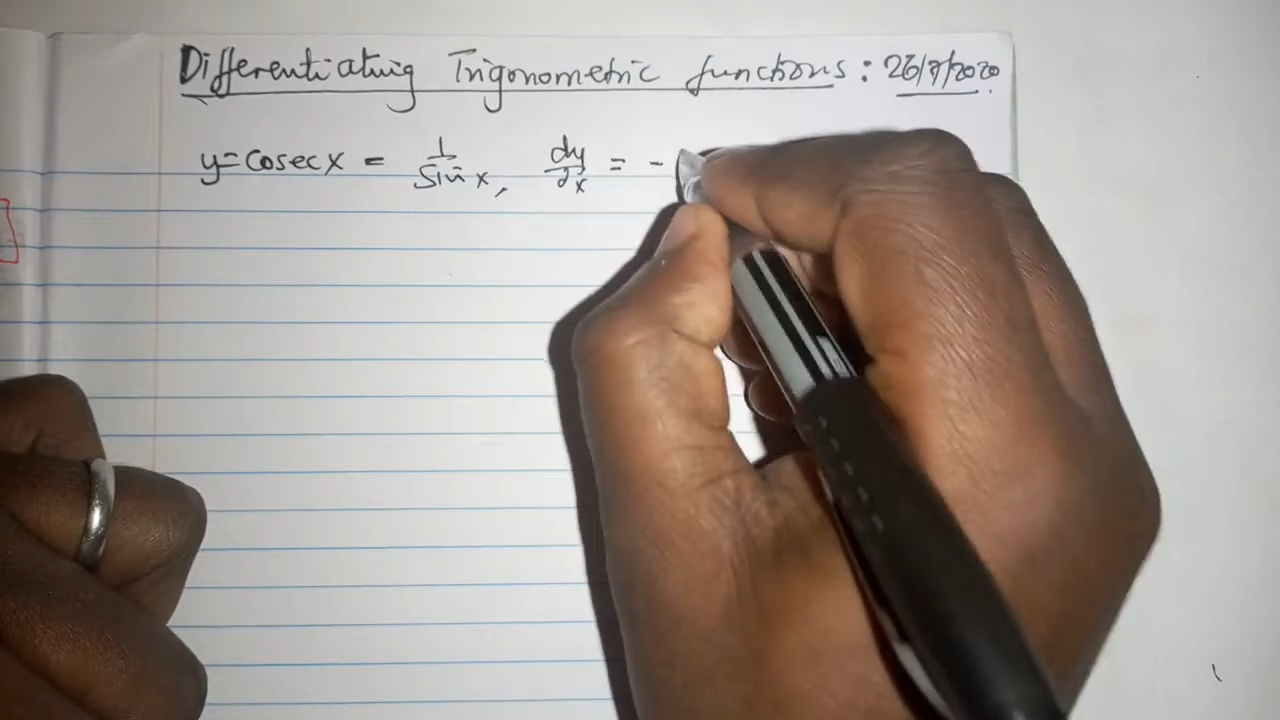 Differentiating Trigonometric functions : 26/7/2020
y = Cosec x = 1/Sin x, dy/dx = -